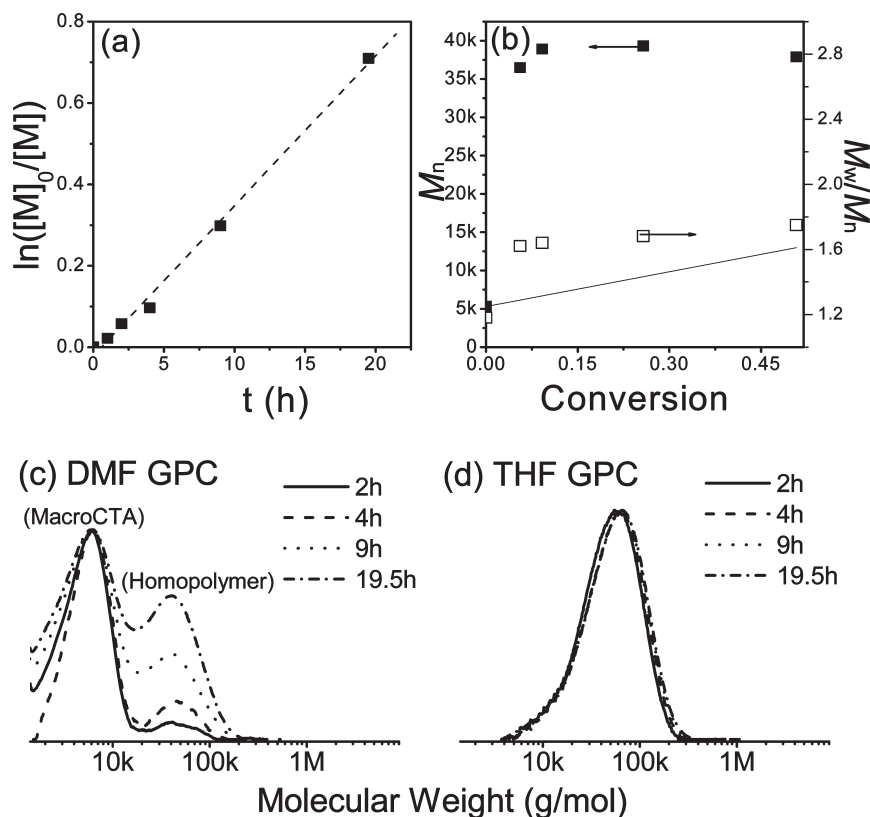 (a)
0.8
0.6
0.4
0.2
0.0
ln([M]0/[M])
0 5 10 15 20
t (h)
(b)
40k
35k
30k
25k
20k
15k
10k
5k
0
Mn
2.8
2.4
2.0
1.6
1.2
Mw/Mn
0.00 0.15 0.30 0.45
Conversion
(c) DMF GPC
(MacroCTA)
(Homopolymer)
2h
4h
9h
19.5h
10k 100k 1M
(d) THF GPC
2h
4h
9h
19.5h
10k 100k 1M
Molecular Weight (g/mol)